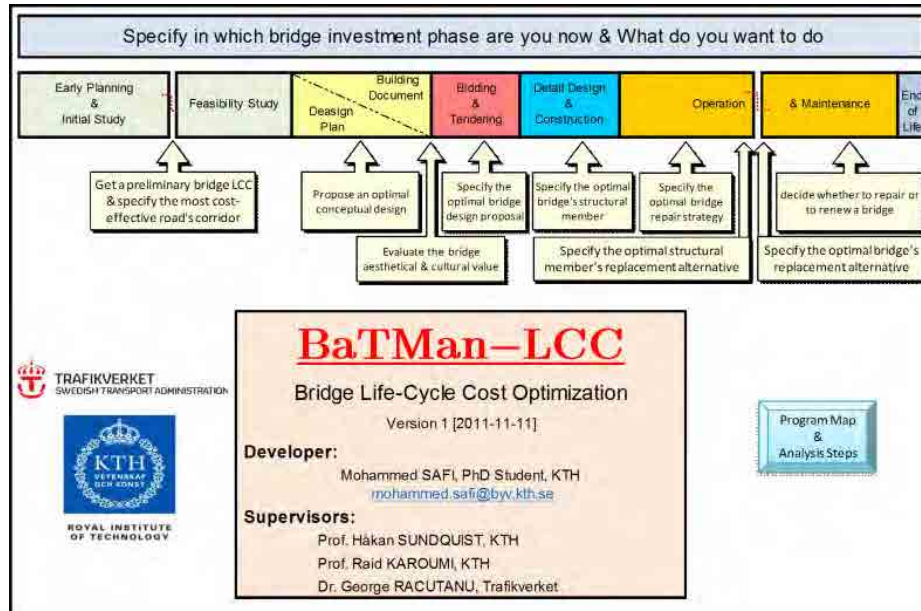 Specify in which bridge investment phase are you now & What do you want to do
Early Planning
&
Initial Study
Feasibility Study
Building
Document
Deasign
Plan
Bidding
&
Tendering
Detail Design
&
Construction
Operation
& Maintenance
End
of
Life
Get a preliminary bridge LCC
& specify the most cost-
effective road's corridor
Propose an optimal
conceptual design
Specify the
optimal bridge
design proposal
Specify the optimal
bridge's structural
member
Specify the
optimal bridge
repair strategy
decide whether to repair or
to renew a bridge
Evaluate the bridge
aesthetical & cultural value
Specify the optimal structural
member's replacement alternative
Specify the optimal bridge's
replacement alternative
BaTMan–LCC
Bridge Life-Cycle Cost Optimization
Version 1 [2011-11-11]
Developer:
Mohammed SAFI, PhD Student, KTH
mohammed.safi@byv.kth.se
Supervisors:
Prof. Håkan SUNDQUIST, KTH
Prof. Raid KAROUMI, KTH
Dr. George RACUTANU, Trafikverket
TRAFIKVERKET
SWEDISH TRANSPORT ADMINISTRATION
KTH
VETENSKAP
OCH KONST
ROYAL INSTITUTE
OF TECHNOLOGY
Program Map
&
Analysis Steps